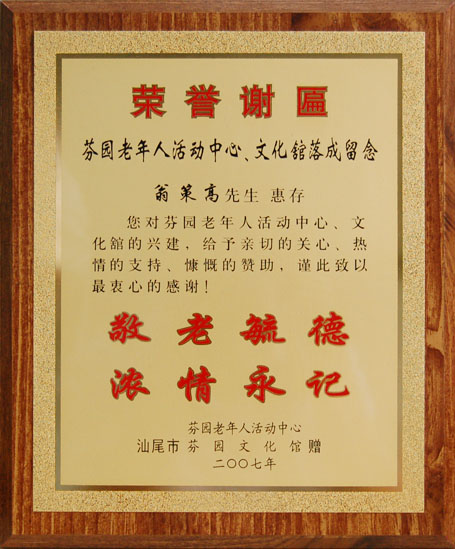 荣誉谢匾
芬园老年人活动中心、文化舘落成留念
翁策高先生 惠存
您对芬园老年人活动中心、文
化舘的兴建，给予亲切的关心、热
情的支持、慷慨的赞助，谨此致以
最衷心的感谢！
敬老毓德
浓情永记
芬园老年人活动中心
汕尾市 芬园文化馆 赠
二〇〇七年